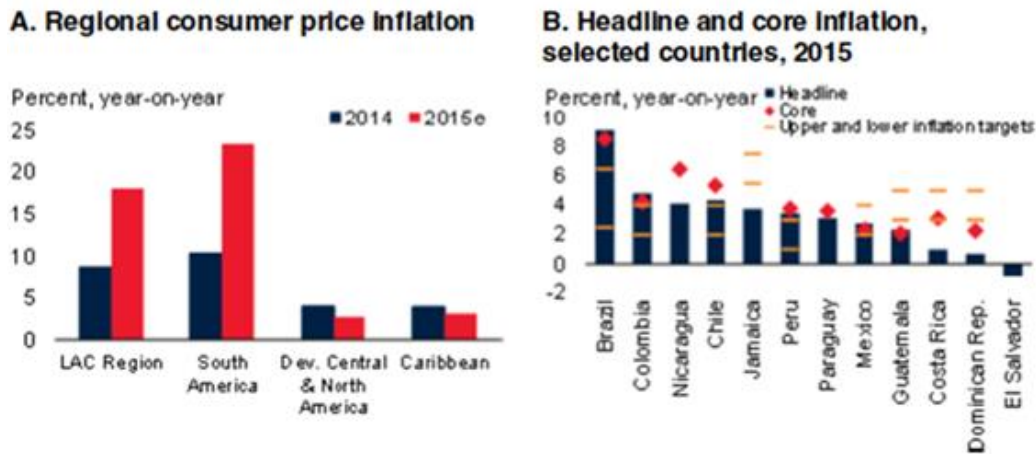 A. Regional consumer price inflation
Percent, year-on-year
2014 2015e
25
20
15
10
5
0
LAC Region
South
America
Dev. Central
& North
America
Caribbean
B. Headline and core inflation,
selected countries, 2015
Percent, year-on-year
Headline
Core
Upper and lower inflation targets
10
8
6
4
2
0
-2
Brazil
Colombia
Nicaragua
Chile
Jamaica
Peru
Paraguay
Mexico
Guatemala
Costa Rica
Dominican Rep.
El Salvador